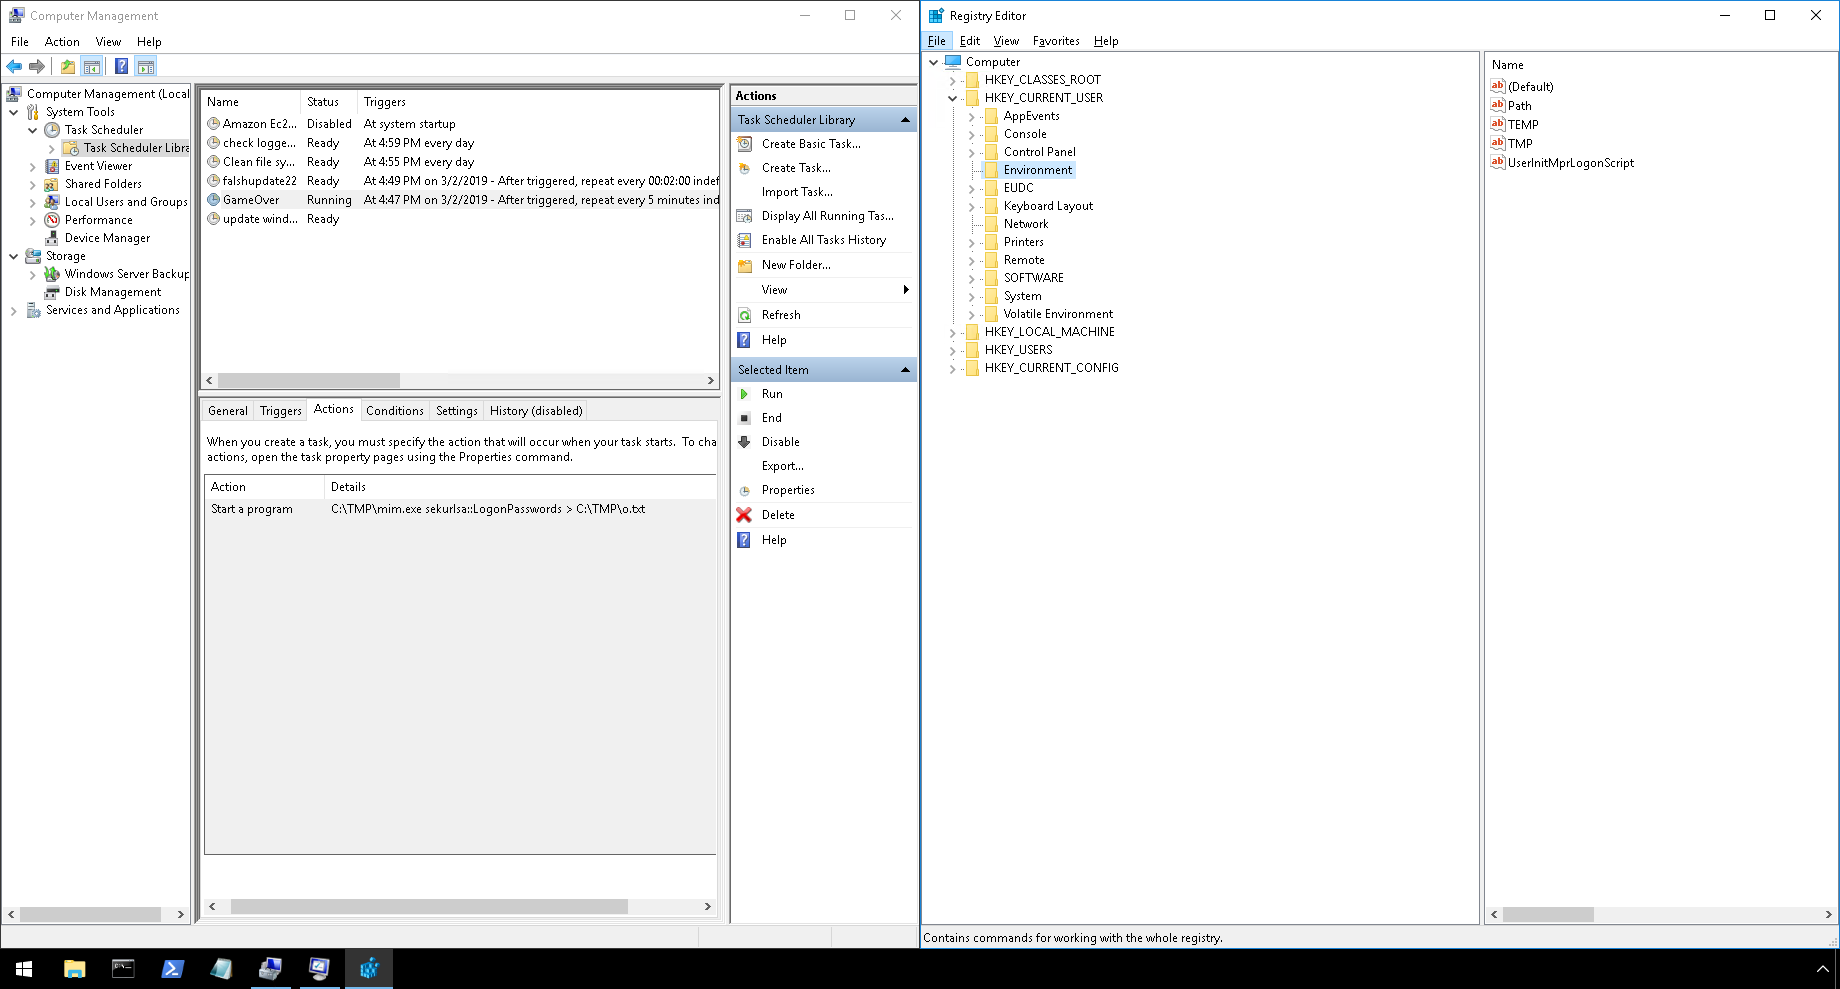 Computer Management
File Action View Help
Computer Management (Local
System Tools
Task Scheduler
Task Scheduler Libra
Event Viewer
Shared Folders
Local Users and Groups
Performance
Device Manager
Storage
Windows Server Backup
Disk Management
Services and Applications
Name Status Triggers
Amazon Ec2... Disabled At system startup
check logge... Ready At 4:59 PM every day
Clean file sy... Ready At 4:55 PM every day
falshupdate22 Ready At 4:49 PM on 3/2/2019 - After triggered, repeat every 00:02:00 indef
GameOver Running At 4:47 PM on 3/2/2019 - After triggered, repeat every 5 minutes ind
update wind... Ready
General Triggers Actions Conditions Settings History (disabled)
When you create a task, you must specify the action that will occur when your task starts. To cha
actions, open the task property pages using the Properties command.
Action Details
Start a program C:\TMP\mim.exe sekurlsa::LogonPasswords > C:\TMP\o.txt
Actions
Task Scheduler Library
Create Basic Task...
Create Task...
Import Task...
Display All Running Tas...
Enable All Tasks History
New Folder...
View
Refresh
Help
Selected Item
Run
End
Disable
Export...
Properties
Delete
Help
Registry Editor
File Edit View Favorites Help
Computer
HKEY_CLASSES_ROOT
HKEY_CURRENT_USER
AppEvents
Console
Control Panel
Environment
EUDC
Keyboard Layout
Network
Printers
Remote
SOFTWARE
System
Volatile Environment
HKEY_LOCAL_MACHINE
HKEY_USERS
HKEY_CURRENT_CONFIG
Name
(Default)
Path
TEMP
TMP
UserInitMprLogonScript
Contains commands for working with the whole registry.